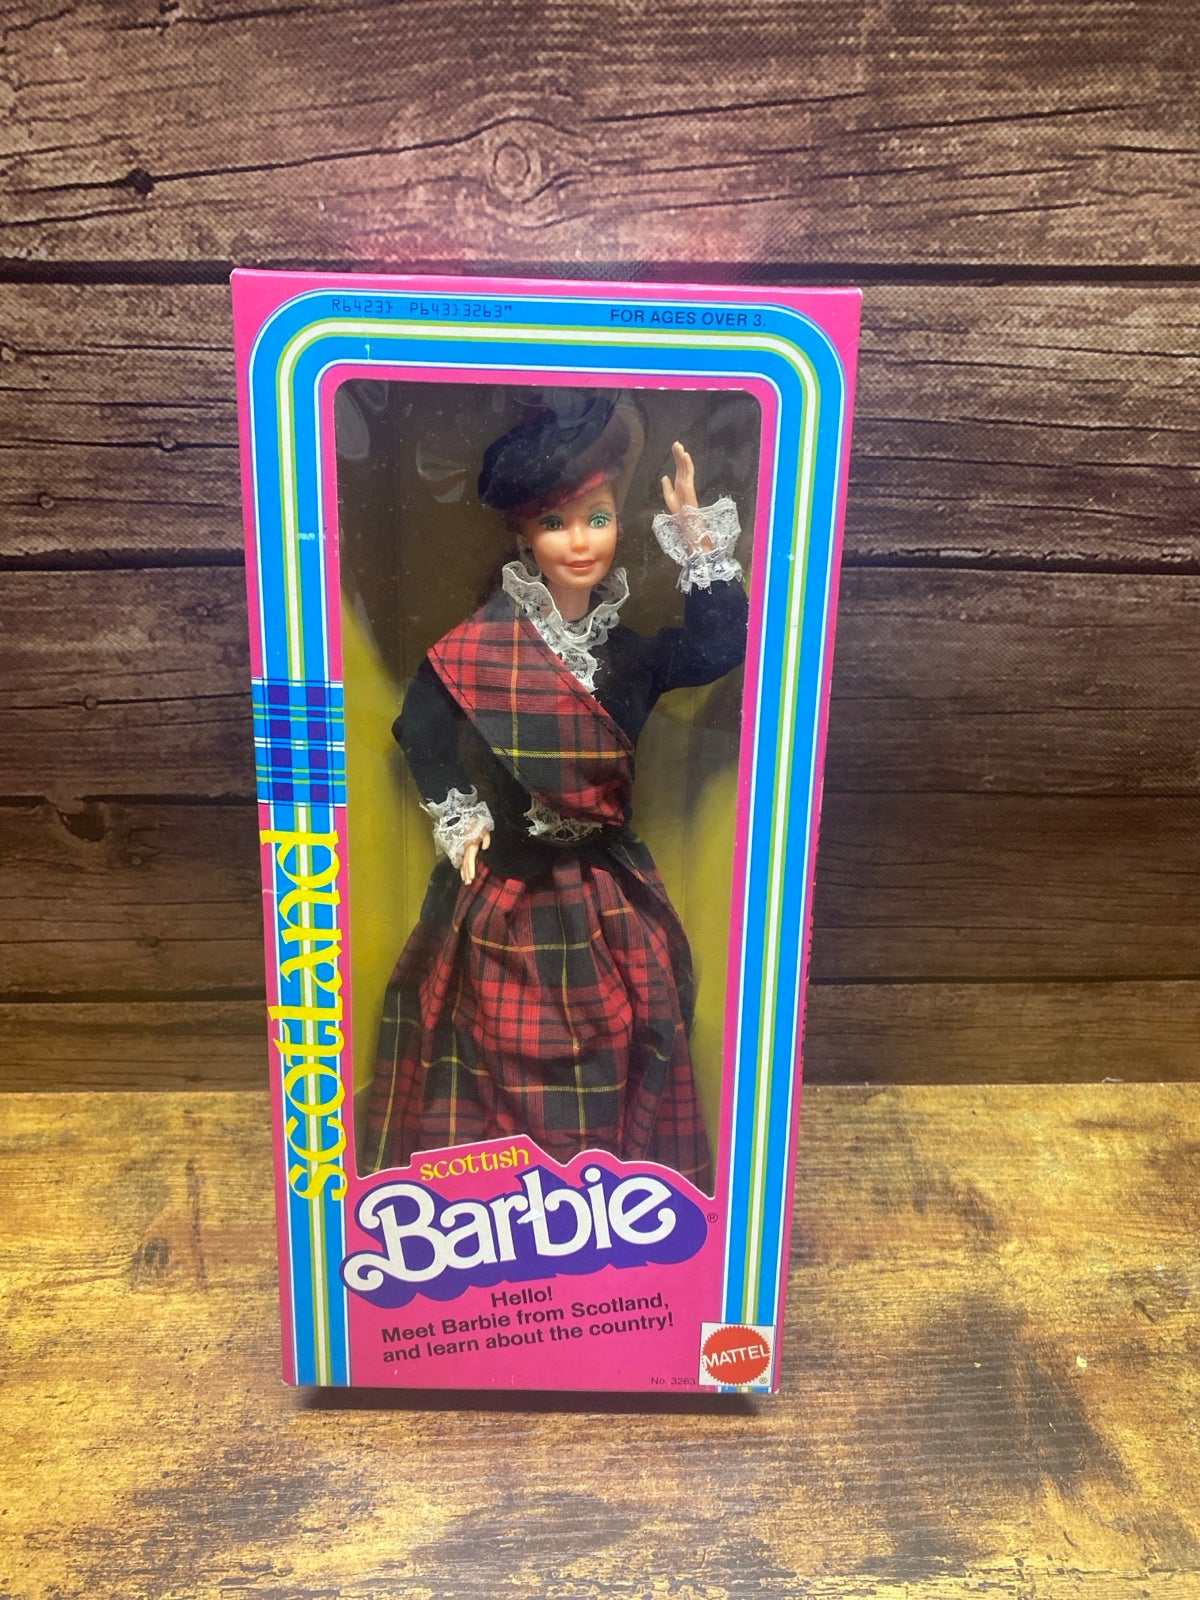 R6423} P643}3263"
FOR AGES OVER 3.
scotland
scottish
Barbie®
Hello!
Meet Barbie from Scotland,
and learn about the country!
No. 3263
MATTEL®